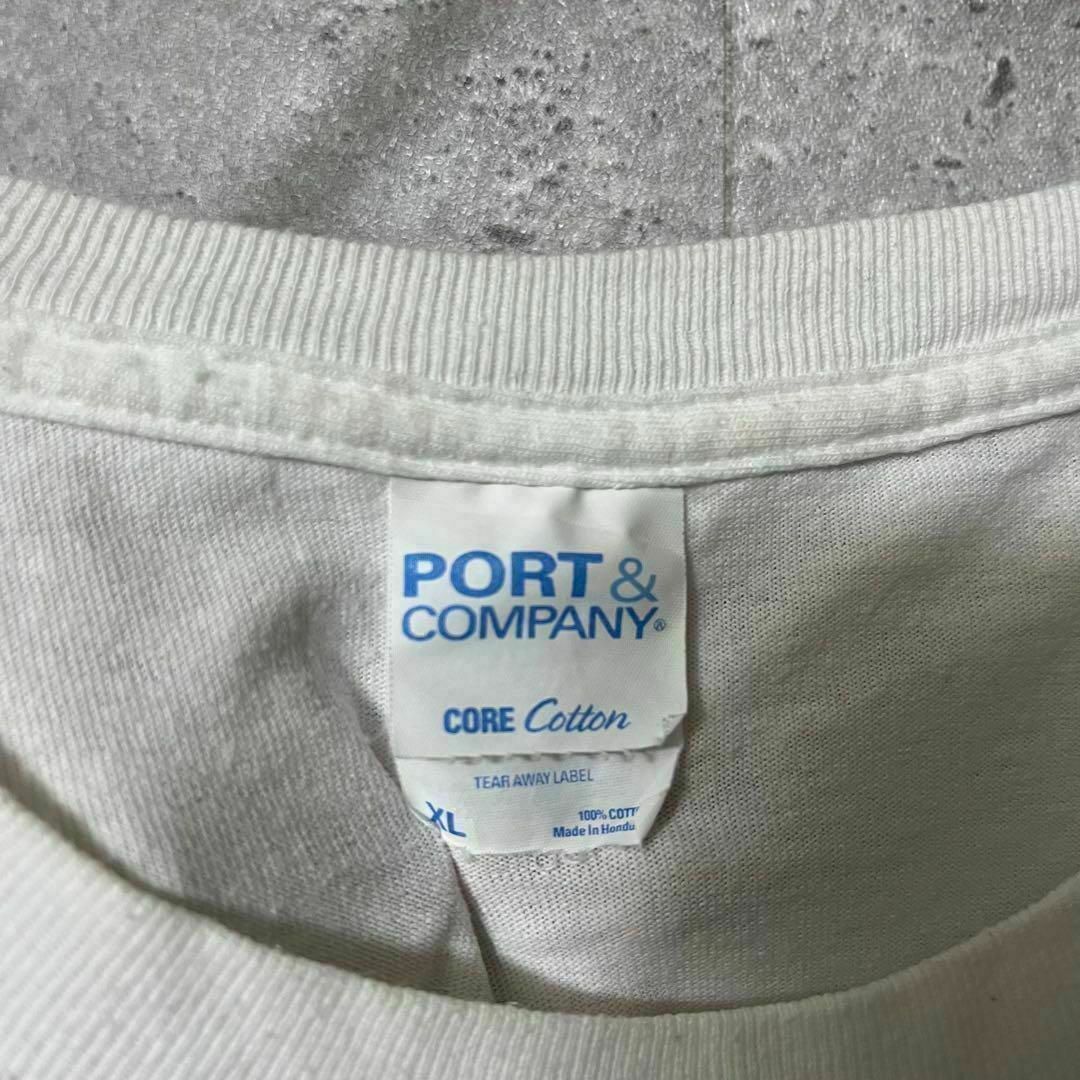 PORT &
COMPANY®
CORE Cotton
TEAR AWAY LABEL
XL
100% COTT
Made In Hondu